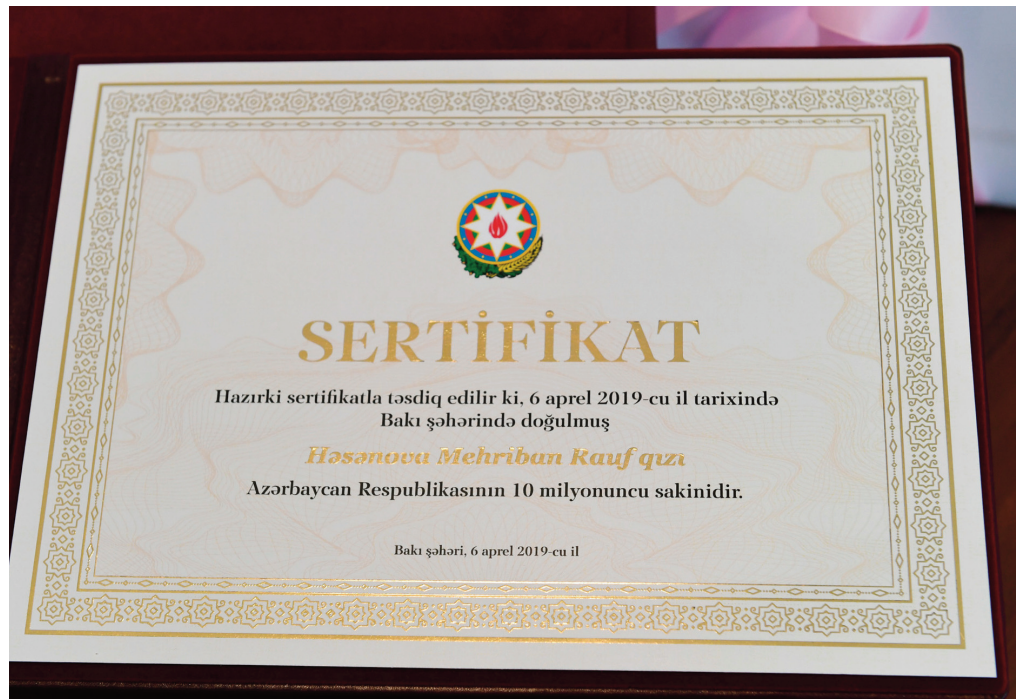 SERTİFİKAT
Hazırki sertifikatla təsdiq edilir ki, 6 aprel 2019-cu il tarixində
Bakı şəhərində doğulmuş
Həsənova Mehriban Rauf qızı
Azərbaycan Respublikasının 10 milyonuncu sakinidir.
Bakı şəhəri, 6 aprel 2019-cu il